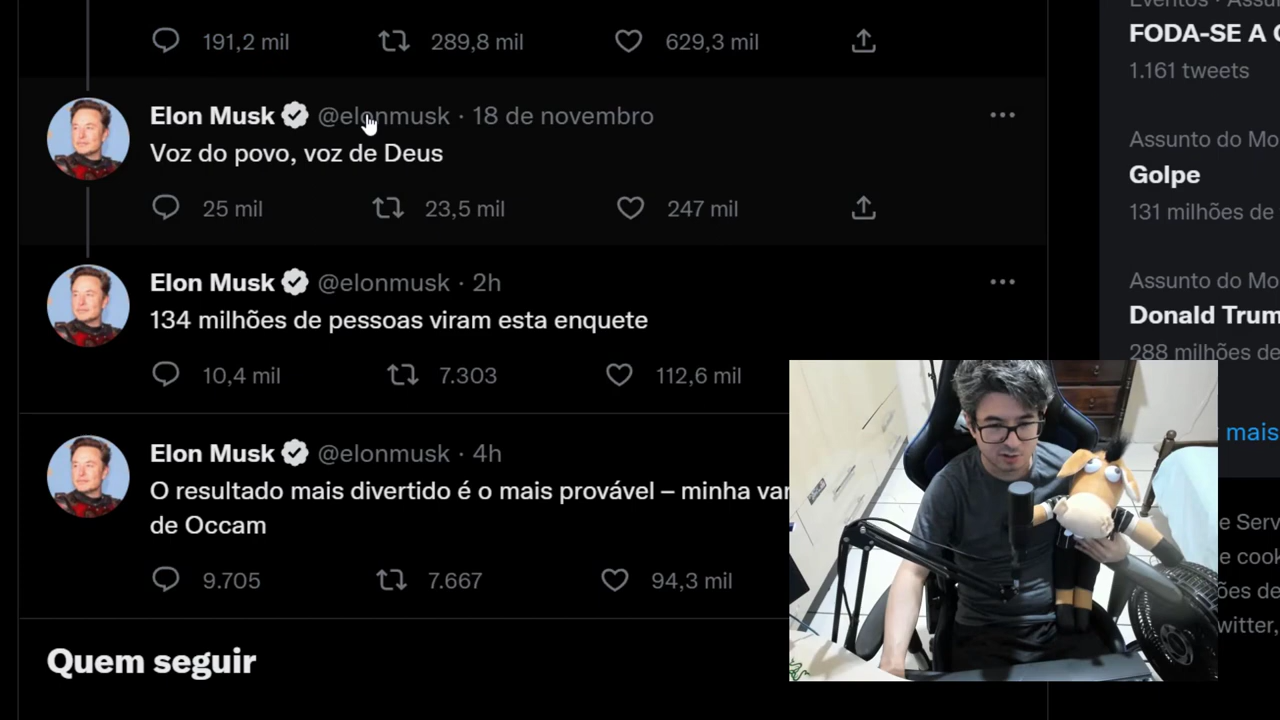 191,2 mil 289,8 mil 629,3 mil
Elon Musk @elonmusk · 18 de novembro
Voz do povo, voz de Deus
25 mil 23,5 mil 247 mil
Elon Musk @elonmusk · 2h
134 milhões de pessoas viram esta enquete
10,4 mil 7.303 112,6 mil
Elon Musk @elonmusk · 4h
O resultado mais divertido é o mais provável – minha var
de Occam
9.705 7.667 94,3 mil
Quem seguir
Eventos · Assu
FODA-SE A
1.161 tweets
Assunto do Mo
Golpe
131 milhões de
Assunto do Mo
Donald Trum
288 milhões de
mais
e Serv
e cook
ões de
witter,